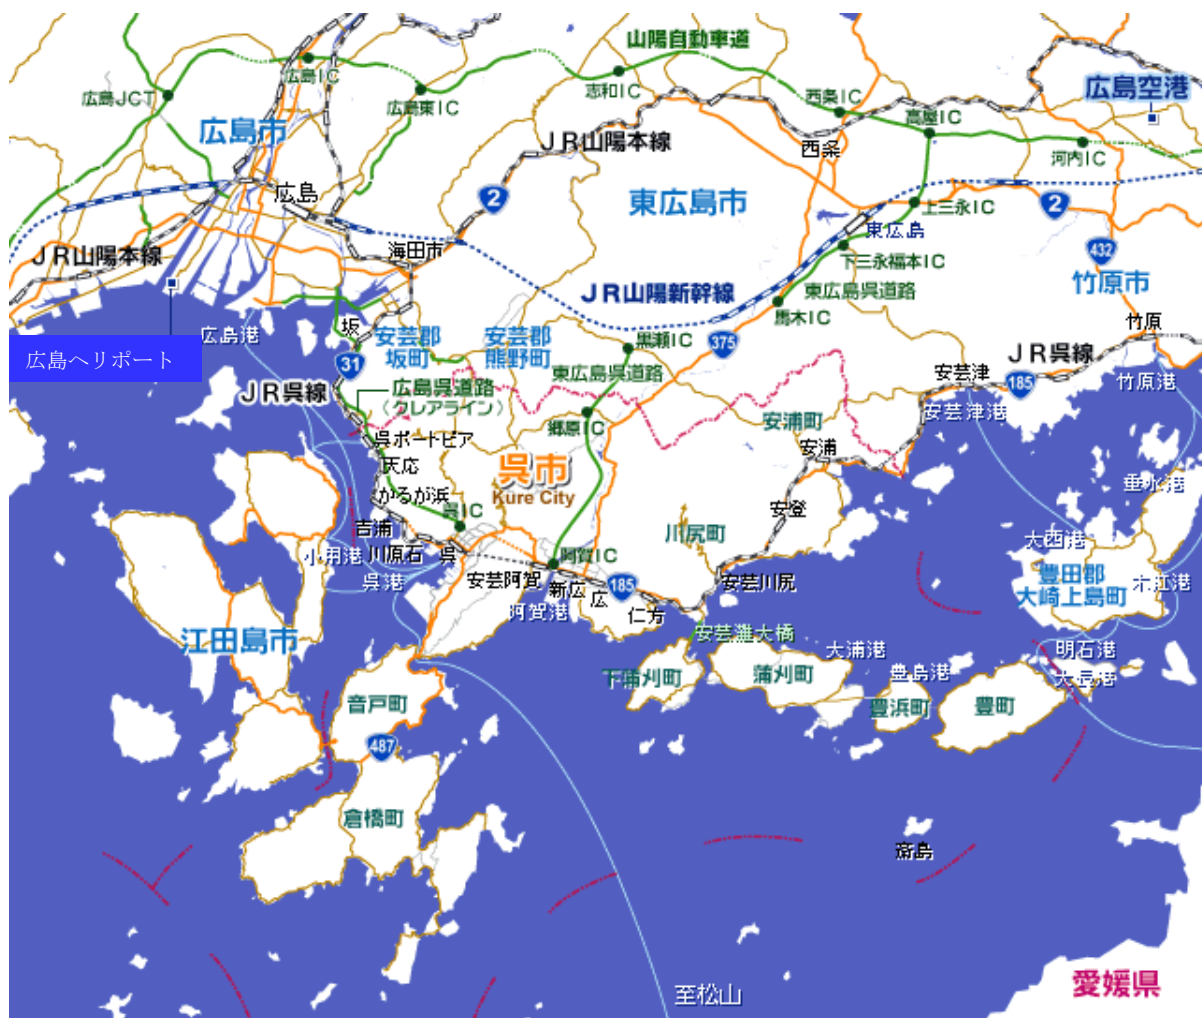 山陽自動車道
広島IC
志和IC
広島JCT
広島東IC
西条IC
広島空港
広島市
高屋IC
JR山陽本線
西条
河内IC
広島
2
東広島市
上三永IC
2
東広島
海田市
JR山陽本線
下三永福本IC
432
竹原市
JR山陽新幹線
東広島呉道路
馬木IC
坂
広島港
安芸郡
坂町
安芸郡
熊野町
黒瀬IC
375
竹原
広島へリポート
31
JR呉線
東広島呉道路
安芸津
185
竹原港
JR呉線
広島呉道路
（クレアライン）
安芸津港
郷原IC
安浦町
呉ポートピア
天応
呉市
Kure City
安浦
垂水港
かるが浜
呉IC
安登
吉浦
川尻町
大西港
小用港
川原石
呉
阿賀IC
呉港
安芸阿賀
新広
広
185
安芸川尻
豊田郡
大崎上島町
木江港
阿賀港
仁方
江田島市
安芸灘大橋
大浦港
明石港
下蒲刈町
蒲刈町
豊島港
大長港
音戸町
豊浜町
豊町
487
倉橋町
斎島
至松山
愛媛県